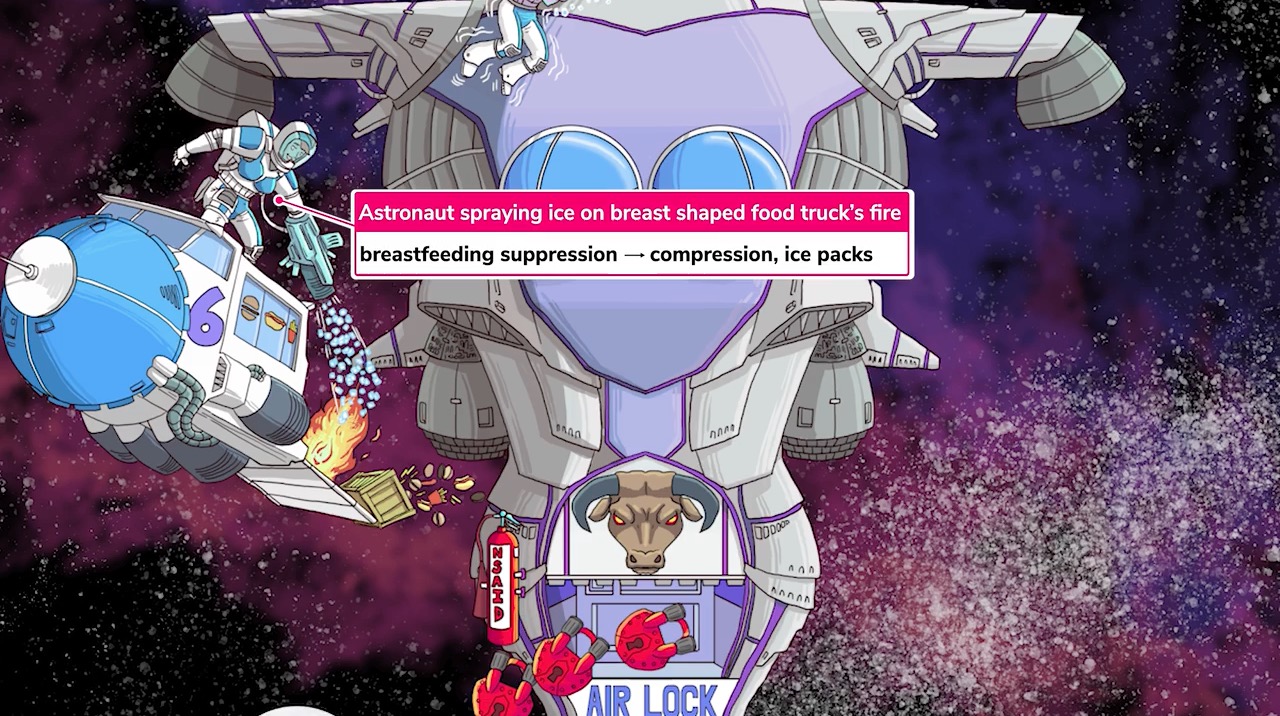 Astronaut spraying ice on breast shaped food truck's fire
breastfeeding suppression → compression, ice packs
6
NSAID
AIR LOCK